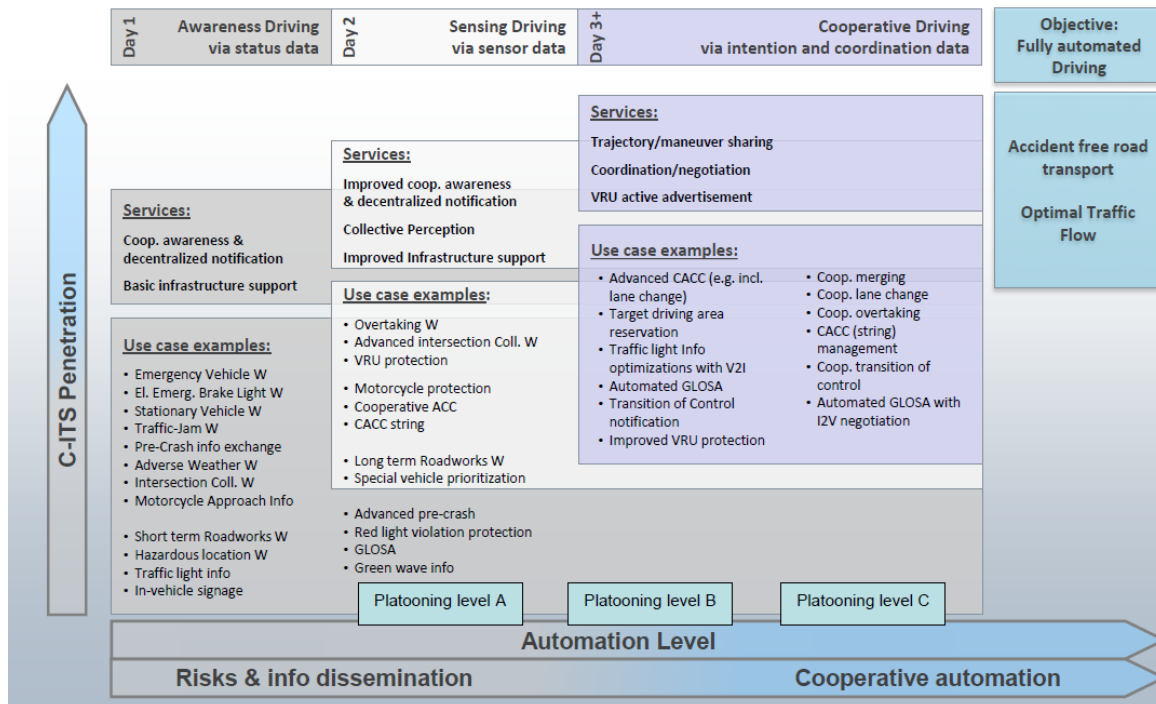 Day 1
Awareness Driving
via status data
Day 2
Sensing Driving
via sensor data
Day 3+
Cooperative Driving
via intention and coordination data
Objective:
Fully automated
Driving
C-ITS Penetration
Services:
Coop. awareness &
decentralized notification
Basic infrastructure support
Use case examples:
• Emergency Vehicle W
• El. Emerg. Brake Light W
• Stationary Vehicle W
• Traffic-Jam W
• Pre-Crash info exchange
• Adverse Weather W
• Intersection Coll. W
• Motorcycle Approach Info
• Short term Roadworks W
• Hazardous location W
• Traffic light info
• In-vehicle signage
Services:
Improved coop. awareness
& decentralized notification
Collective Perception
Improved Infrastructure support
Use case examples:
• Overtaking W
• Advanced intersection Coll. W
• VRU protection
• Motorcycle protection
• Cooperative ACC
• CACC string
• Long term Roadworks W
• Special vehicle prioritization
• Advanced pre-crash
• Red light violation protection
• GLOSA
• Green wave info
Services:
Trajectory/maneuver sharing
Coordination/negotiation
VRU active advertisement
Use case examples:
• Advanced CACC (e.g. incl.
lane change)
• Target driving area
reservation
• Traffic light Info
optimizations with V2I
• Automated GLOSA
• Transition of Control
notification
• Improved VRU protection
• Coop. merging
• Coop. lane change
• Coop. overtaking
• CACC (string)
management
• Coop. transition of
control
• Automated GLOSA with
I2V negotiation
Accident free road
transport
Optimal Traffic
Flow
Platooning level A
Platooning level B
Platooning level C
Automation Level
Risks & info dissemination
Cooperative automation